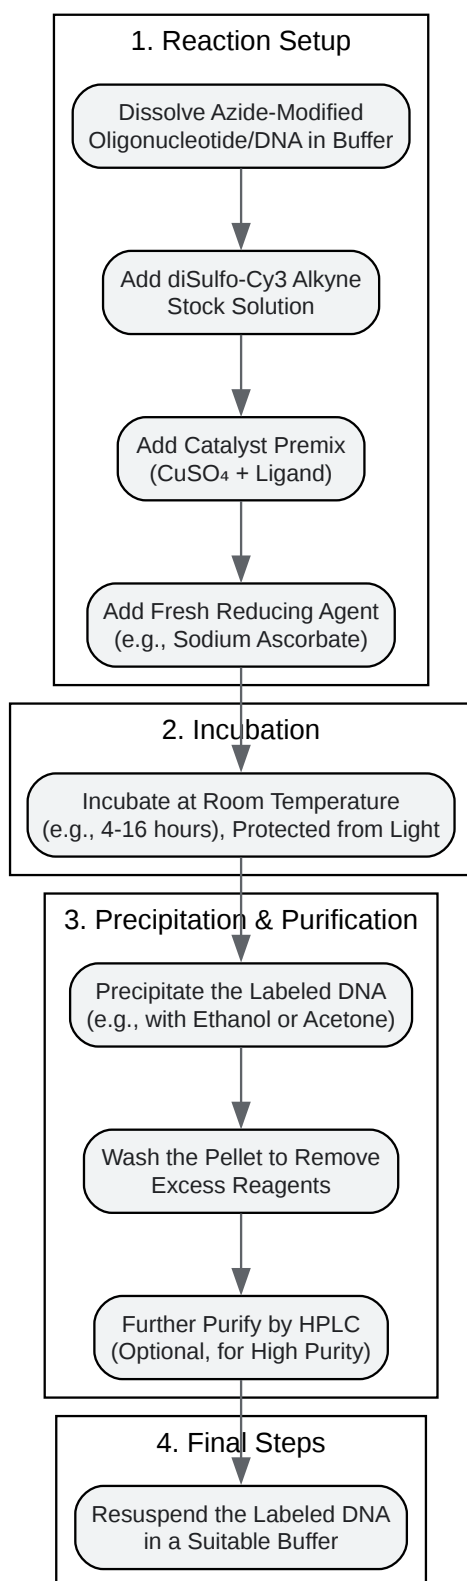 1. Reaction Setup
Dissolve Azide-Modified
Oligonucleotide/DNA in Buffer
Add diSulfo-Cy3 Alkyne
Stock Solution
Add Catalyst Premix
(CuSO₄ + Ligand)
Add Fresh Reducing Agent
(e.g., Sodium Ascorbate)
2. Incubation
Incubate at Room Temperature
(e.g., 4-16 hours), Protected from Light
3. Precipitation & Purification
Precipitate the Labeled DNA
(e.g., with Ethanol or Acetone)
Wash the Pellet to Remove
Excess Reagents
Further Purify by HPLC
(Optional, for High Purity)
4. Final Steps
Resuspend the Labeled DNA
in a Suitable Buffer